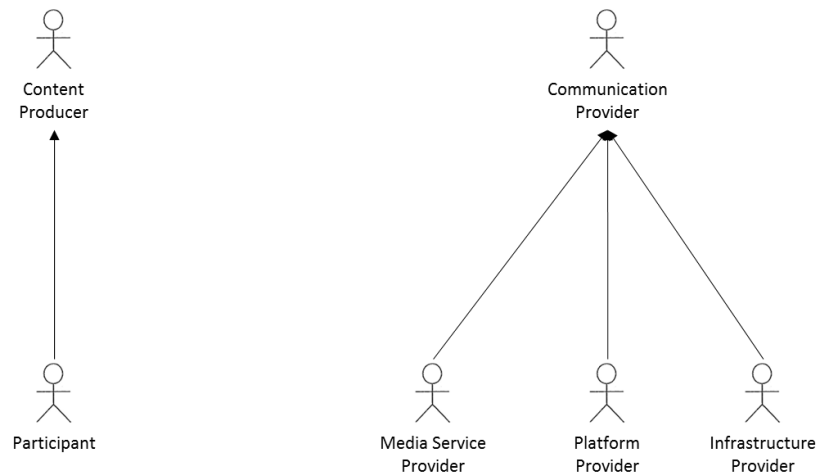 Content
Producer
Communication
Provider
Participant
Media Service
Provider
Platform
Provider
Infrastructure
Provider